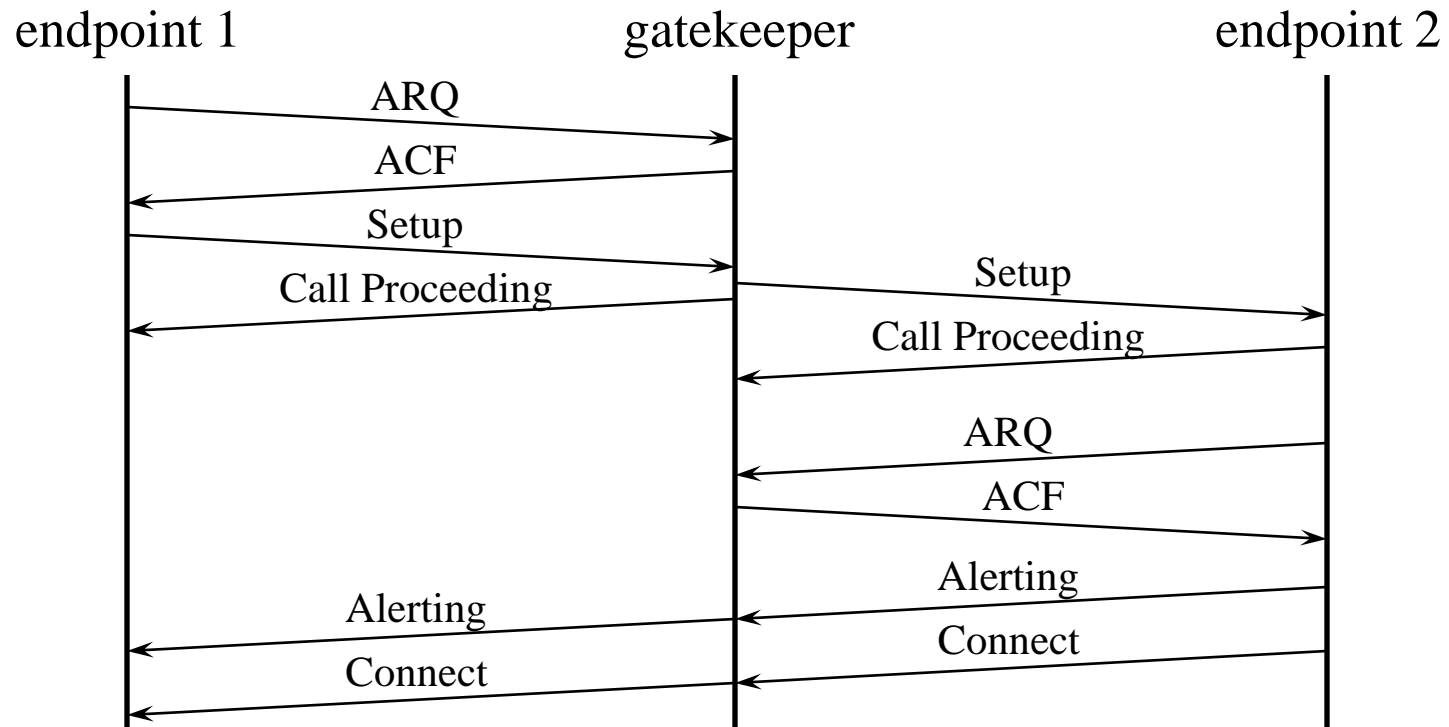 endpoint 1
gatekeeper
endpoint 2
ARQ
ACF
Setup
Setup
Call Proceeding
Call Proceeding
ARQ
ACF
Alerting
Alerting
Connect
Connect